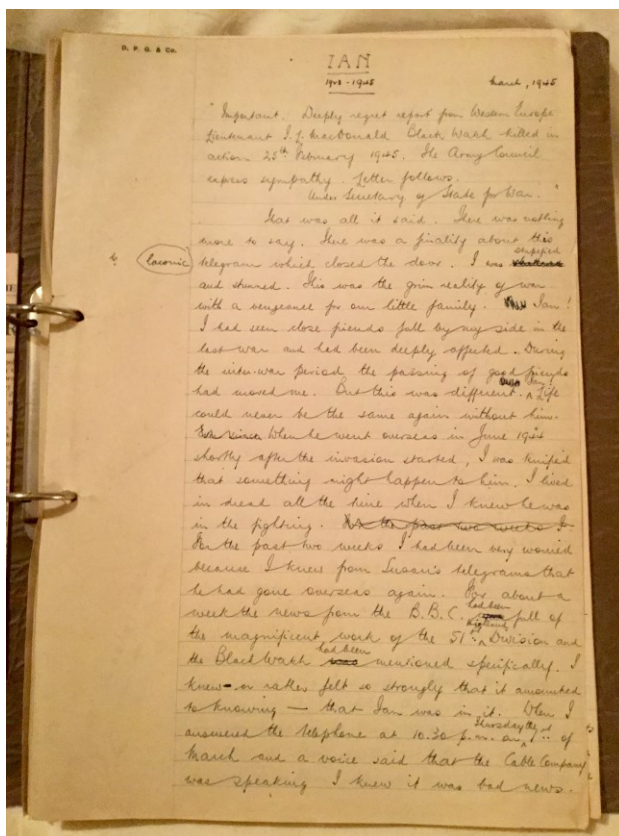 O. P. G. & Co.
IAN
1923 - 1945
March, 1945
"Important. Deeply regret report from Western Europe
Lieutenant I. L. MacDonald Black Watch killed in
action 25th February 1945. The Army Council
express sympathy. Letter follows.
Under Secretary of State for War."
That was all it said. There was nothing
more to say. There was a finality about this
laconic telegram which closed the door. I was stupefied
and stunned. This was the grim reality of war
with a vengeance for our little family. Ian!
I had seen close friends fall by my side in the
last war and had been deeply affected. During
the inter-war period the passing of good friends
had moved me. But this was different. Life
could never be the same again without him.
When he went overseas in June 1944
shortly after the invasion started, I was
that something might happen to him. I lived
in dread all the time when I knew he was
in the fighting. For the past two weeks I
For the past two weeks I had been very worried
because I knew from Susan's telegrams that
he had gone overseas again. For about a
week the news from the B.B.C. had been full of
the magnificent work of the 51st Highland Division and
the Black Watch had been mentioned specifically. I
knew - or rather felt so strongly that it amounted
to knowing — that Ian was in it. When I
answered the telephone at 10.30 p.m. on Thursday the 1st of
March and a voice said that the Cable Company
was speaking I knew it was bad news.